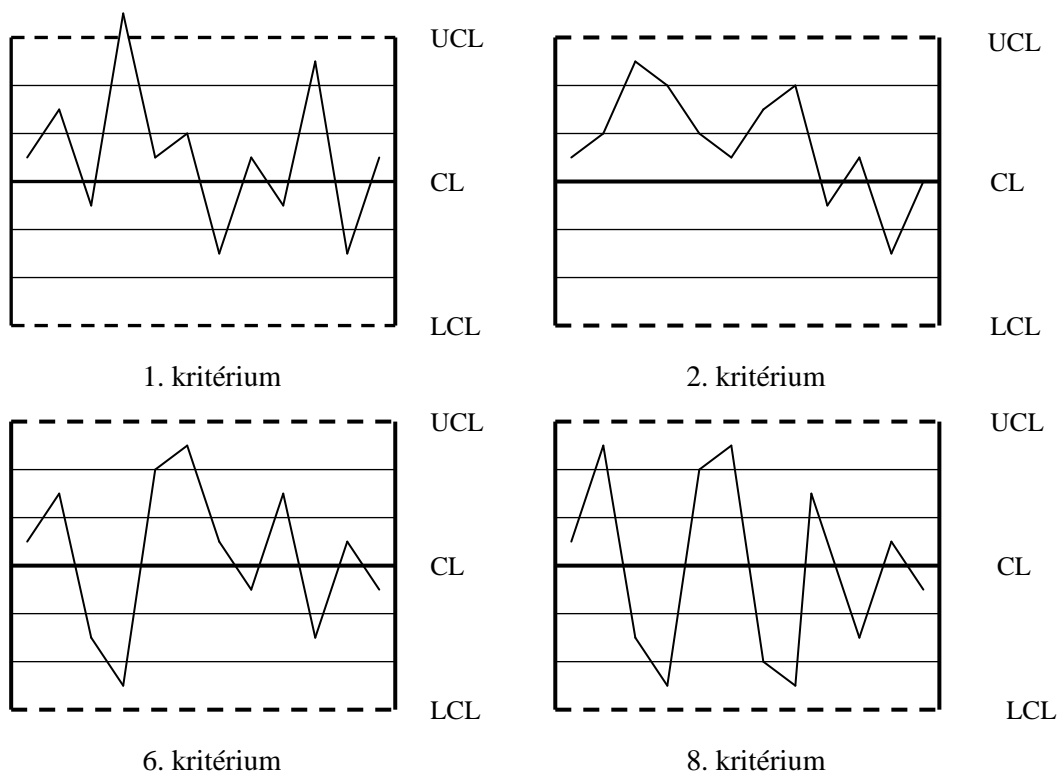 UCL
UCL
CL
CL
LCL
LCL
1. kritérium
2. kritérium
UCL
UCL
CL
CL
LCL
LCL
6. kritérium
8. kritérium